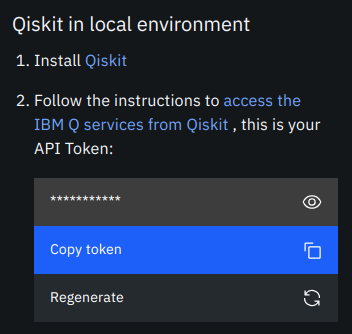 Qiskit in local environment
1. Install Qiskit
2. Follow the instructions to access the
IBM Q services from Qiskit , this is your
API Token:
***********
Copy token
Regenerate